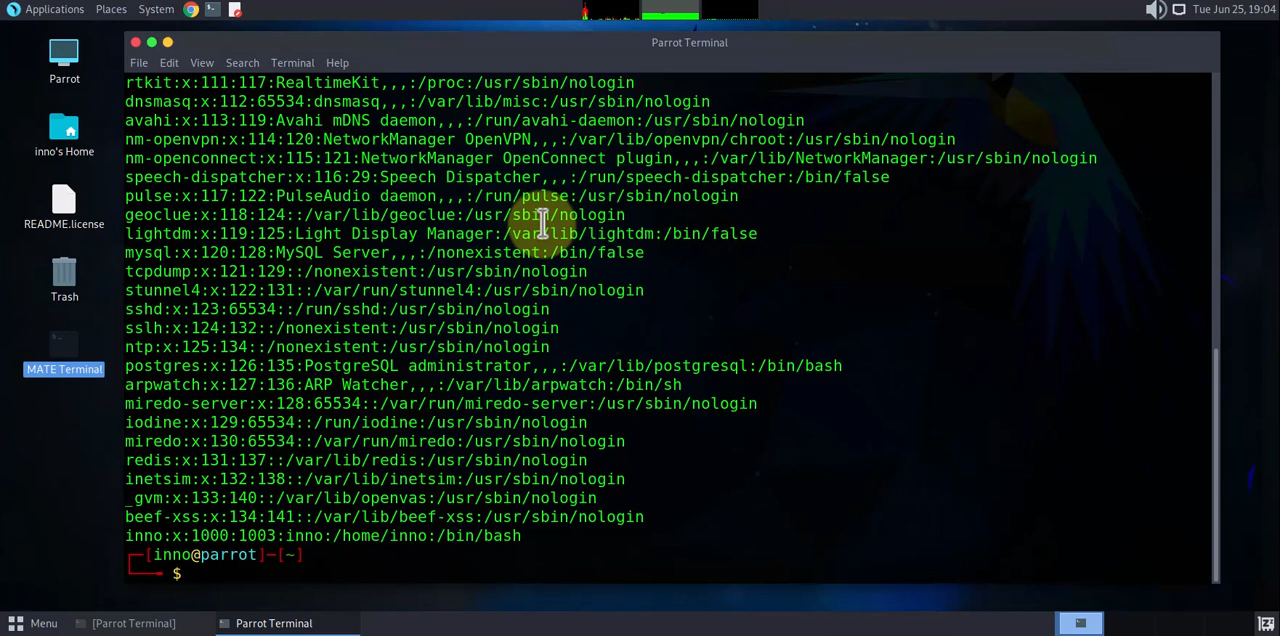 Applications Places System
Tue Jun 25, 19:04
Parrot
inno's Home
README.license
Trash
MATE Terminal
Parrot Terminal
File Edit View Search Terminal Help
rtkit:x:111:117:RealtimeKit,,,:/proc:/usr/sbin/nologin
dnsmasq:x:112:65534:dnsmasq,,,:/var/lib/misc:/usr/sbin/nologin
avahi:x:113:119:Avahi mDNS daemon,,,:/run/avahi-daemon:/usr/sbin/nologin
nm-openvpn:x:114:120:NetworkManager OpenVPN,,,:/var/lib/openvpn/chroot:/usr/sbin/nologin
nm-openconnect:x:115:121:NetworkManager OpenConnect plugin,,,:/var/lib/NetworkManager:/usr/sbin/nologin
speech-dispatcher:x:116:29:Speech Dispatcher,,,:/run/speech-dispatcher:/bin/false
pulse:x:117:122:PulseAudio daemon,,,:/run/pulse:/usr/sbin/nologin
geoclue:x:118:124::/var/lib/geoclue:/usr/sbin/nologin
lightdm:x:119:125:Light Display Manager:/var/lib/lightdm:/bin/false
mysql:x:120:128:MySQL Server,,,:/nonexistent:/bin/false
tcpdump:x:121:129::/nonexistent:/usr/sbin/nologin
stunnel4:x:122:131::/var/run/stunnel4:/usr/sbin/nologin
sshd:x:123:65534::/run/sshd:/usr/sbin/nologin
sslh:x:124:132::/nonexistent:/usr/sbin/nologin
ntp:x:125:134::/nonexistent:/usr/sbin/nologin
postgres:x:126:135:PostgreSQL administrator,,,:/var/lib/postgresql:/bin/bash
arpwatch:x:127:136:ARP Watcher,,,:/var/lib/arpwatch:/bin/sh
miredo-server:x:128:65534::/var/run/miredo-server:/usr/sbin/nologin
iodine:x:129:65534::/run/iodine:/usr/sbin/nologin
miredo:x:130:65534::/var/run/miredo:/usr/sbin/nologin
redis:x:131:137::/var/lib/redis:/usr/sbin/nologin
inetsim:x:132:138::/var/lib/inetsim:/usr/sbin/nologin
_gvm:x:133:140::/var/lib/openvas:/usr/sbin/nologin
beef-xss:x:134:141::/var/lib/beef-xss:/usr/sbin/nologin
inno:x:1000:1003:inno:/home/inno:/bin/bash
┌─[inno@parrot]─[~]
└──╼ $
Menu [Parrot Terminal] Parrot Terminal